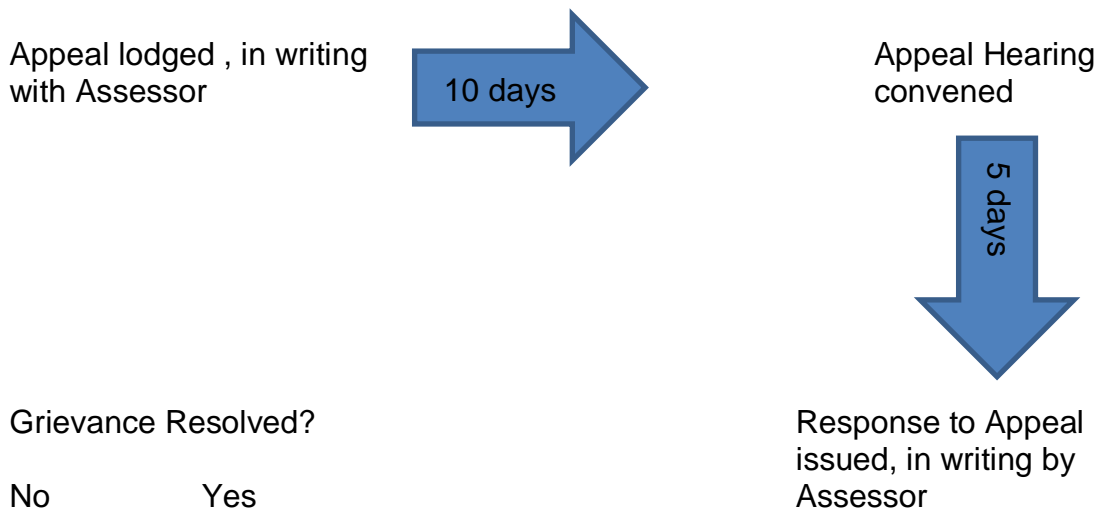 Appeal lodged , in writing
with Assessor
10 days
Appeal Hearing
convened
5 days
Grievance Resolved?
No Yes
Response to Appeal
issued, in writing by
Assessor